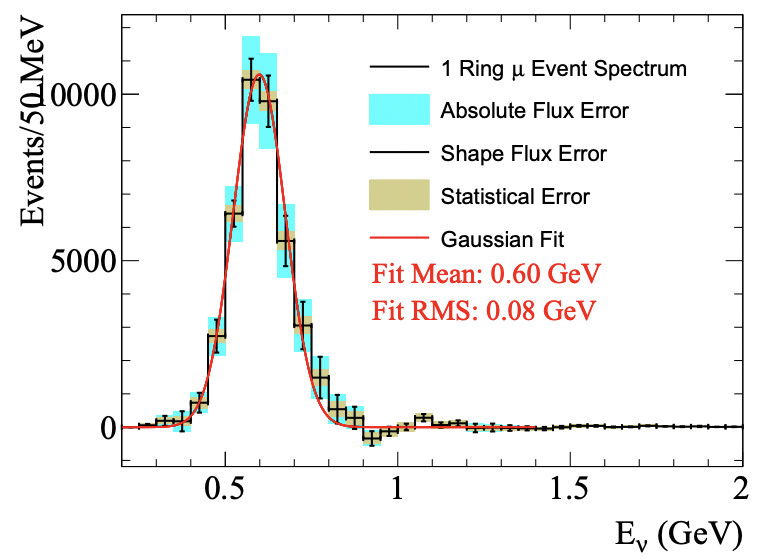 Events/50 MeV
10000
5000
0
1 Ring μ Event Spectrum
Absolute Flux Error
Shape Flux Error
Statistical Error
Gaussian Fit
Fit Mean: 0.60 GeV
Fit RMS: 0.08 GeV
0.5 1 1.5 2
Eν (GeV)